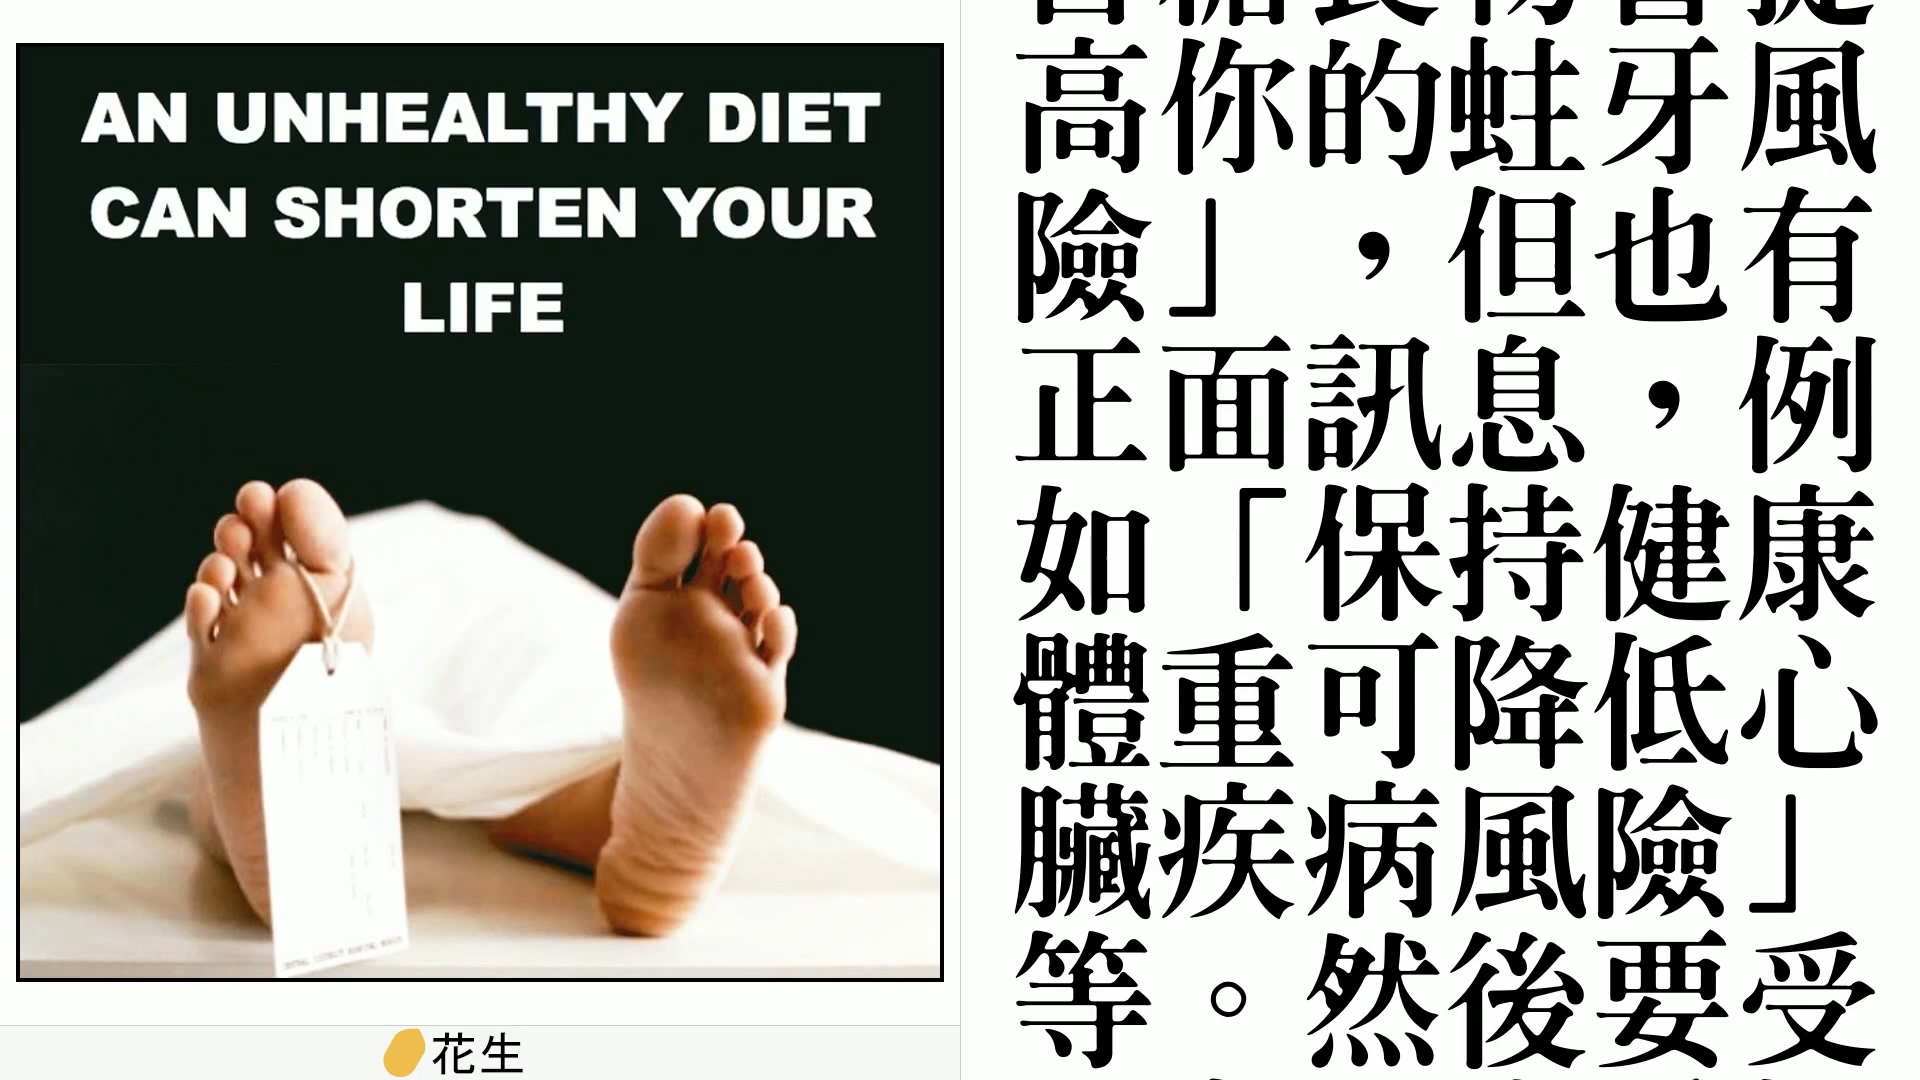 AN UNHEALTHY DIET
CAN SHORTEN YOUR
LIFE
花生
高你的蛀牙風
險」，但也有
正面訊息，例
如「保持健康
體重可降低心
臟疾病風險」
等。然後要受